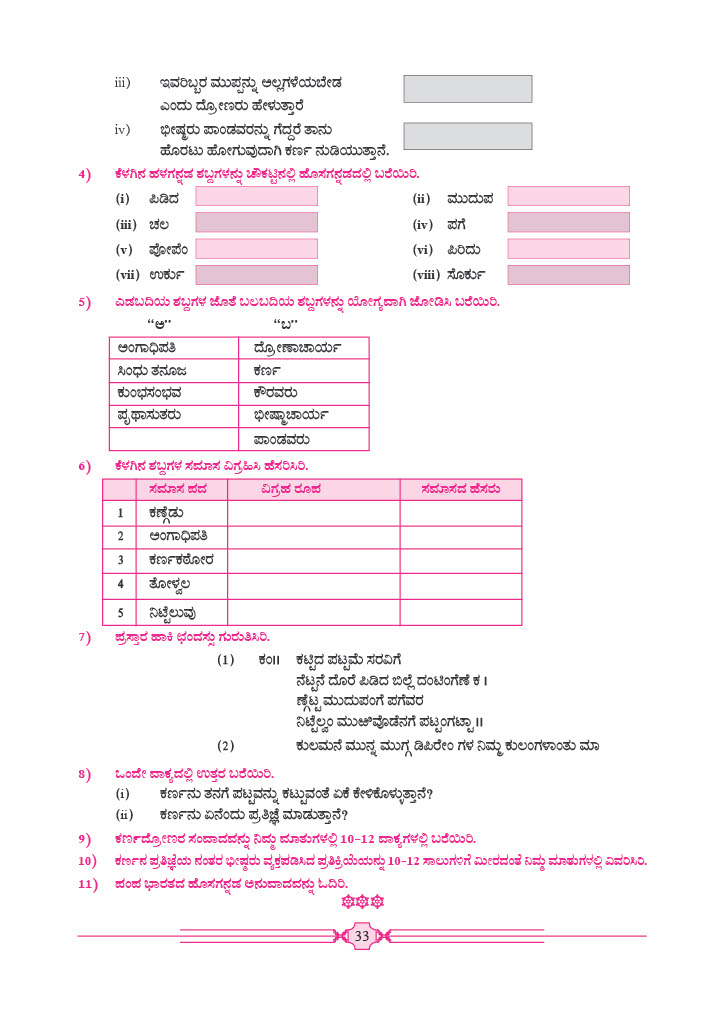 iii) ಇವರಿಬ್ಬರ ಮುಪ್ಪನ್ನು ಅಲ್ಲಗಳೆಯಬೇಡ
ಎಂದು ದ್ರೋಣರು ಹೇಳುತ್ತಾರೆ
iv) ಭೀಷ್ಮರು ಪಾಂಡವರನ್ನು ಗೆದ್ದರೆ ತಾನು
ಹೊರಟು ಹೋಗುವುದಾಗಿ ಕರ್ಣ ನುಡಿಯುತ್ತಾನೆ.
4) ಕೆಳಗಿನ ಹಳಗನ್ನಡ ಶಬ್ದಗಳನ್ನು ಚೌಕಟ್ಟಿನಲ್ಲಿ ಹೊಸಗನ್ನಡದಲ್ಲಿ ಬರೆಯಿರಿ.
(i) ಪಿಡಿದ (ii) ಮುದುಪ
(iii) ಚಲ (iv) ಪಗೆ
(v) ಪೋಪೆಂ (vi) ಪಿರಿದು
(vii) ಉರ್ಕು (viii) ಸೊರ್ಕು
5) ಎಡಬದಿಯ ಶಬ್ದಗಳ ಜೊತೆ ಬಲಬದಿಯ ಶಬ್ದಗಳನ್ನು ಯೋಗ್ಯವಾಗಿ ಜೋಡಿಸಿ ಬರೆಯಿರಿ.
“ಅ” “ಬ”
ಅಂಗಾಧಿಪತಿ ದ್ರೋಣಾಚಾರ್ಯ
ಸಿಂಧು ತನೂಜ ಕರ್ಣ
ಕುಂಭಸಂಭವ ಕೌರವರು
ಪೃಥಾಸುತರು ಭೀಷ್ಮಾಚಾರ್ಯ
ಪಾಂಡವರು
6) ಕೆಳಗಿನ ಶಬ್ದಗಳ ಸಮಾಸ ವಿಗ್ರಹಿಸಿ ಹೆಸರಿಸಿರಿ.
ಸಮಾಸ ಪದ ವಿಗ್ರಹ ರೂಪ ಸಮಾಸದ ಹೆಸರು
1 ಕಣ್ಗೆಡು
2 ಅಂಗಾಧಿಪತಿ
3 ಕರ್ಣಕಠೋರ
4 ತೋಳ್ವಲ
5 ನಿಟ್ಟೆಲುವು
7) ಪ್ರಸ್ತಾರ ಹಾಕಿ ಛಂದಸ್ಸು ಗುರುತಿಸಿರಿ.
(1) ಕಂ॥ ಕಟ್ಟಿದ ಪಟ್ಟಮೆ ಸರವಿಗೆ
ನೆಟ್ಟನೆ ದೊರೆ ಪಿಡಿದ ಬಿಲ್ಲೆ ದಂಟಿಂಗೆಣೆ ಕ ।
ಣ್ಗೆಟ್ಟ ಮುದುಪಂಗೆ ಪಗೆವರ
ನಿಟ್ಟೆಲ್ವಂ ಮುಱಿವೊಡೆನಗೆ ಪಟ್ಟಂಗಟ್ಟಾ॥
(2) ಕುಲಮನೆ ಮುನ್ನ ಮುಗ್ಗ ಡಿಪಿರೇಂ ಗಳ ನಿಮ್ಮ ಕುಲಂಗಳಾಂತು ಮಾ
8) ಒಂದೇ ವಾಕ್ಯದಲ್ಲಿ ಉತ್ತರ ಬರೆಯಿರಿ.
(i) ಕರ್ಣನು ತನಗೆ ಪಟ್ಟವನ್ನು ಕಟ್ಟುವಂತೆ ಏಕೆ ಕೇಳಿಕೊಳ್ಳುತ್ತಾನೆ?
(ii) ಕರ್ಣನು ಏನೆಂದು ಪ್ರತಿಜ್ಞೆ ಮಾಡುತ್ತಾನೆ?
9) ಕರ್ಣದ್ರೋಣರ ಸಂವಾದವನ್ನು ನಿಮ್ಮ ಮಾತುಗಳಲ್ಲಿ 10-12 ವಾಕ್ಯಗಳಲ್ಲಿ ಬರೆಯಿರಿ.
10) ಕರ್ಣನ ಪ್ರತಿಜ್ಞೆಯ ನಂತರ ಭೀಷ್ಮರು ವ್ಯಕ್ತಪಡಿಸಿದ ಪ್ರತಿಕ್ರಿಯೆಯನ್ನು 10-12 ಸಾಲುಗಳಿಗೆ ಮೀರದಂತೆ ನಿಮ್ಮ ಮಾತುಗಳಲ್ಲಿ ವಿವರಿಸಿರಿ.
11) ಪಂಪ ಭಾರತದ ಹೊಸಗನ್ನಡ ಅನುವಾದವನ್ನು ಓದಿರಿ.
33